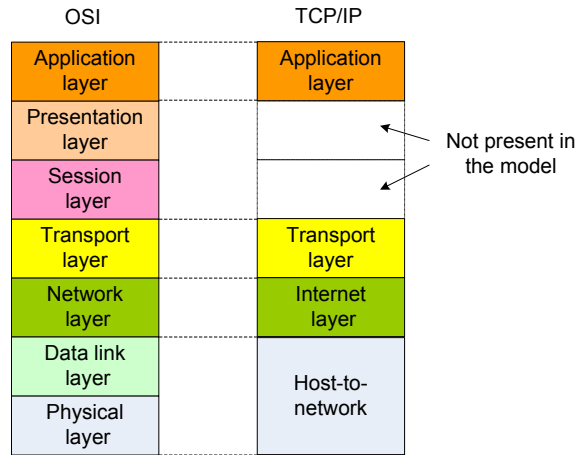 OSI
TCP/IP
Application
layer
Application
layer
Presentation
layer
Not present in
the model
Session
layer
Transport
layer
Transport
layer
Network
layer
Internet
layer
Data link
layer
Host-to-
network
Physical
layer